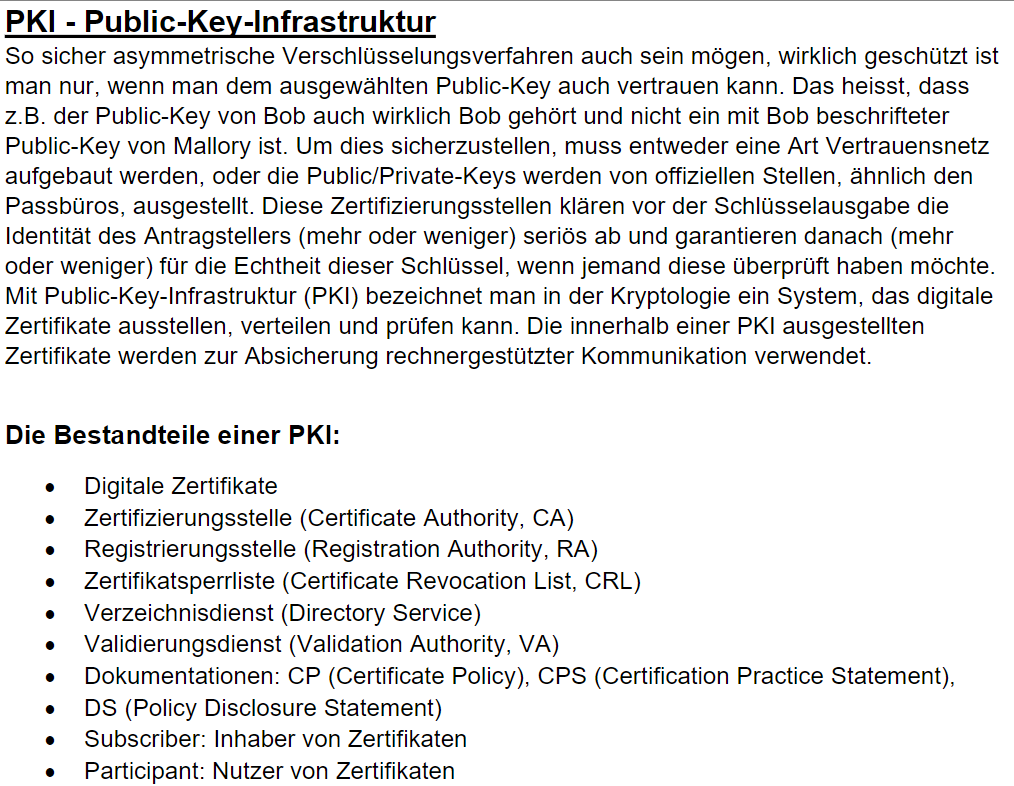 PKI - Public-Key-Infrastruktur
So sicher asymmetrische Verschlüsselungsverfahren auch sein mögen, wirklich geschützt ist
man nur, wenn man dem ausgewählten Public-Key auch vertrauen kann. Das heisst, dass
z.B. der Public-Key von Bob auch wirklich Bob gehört und nicht ein mit Bob beschrifteter
Public-Key von Mallory ist. Um dies sicherzustellen, muss entweder eine Art Vertrauensnetz
aufgebaut werden, oder die Public/Private-Keys werden von offiziellen Stellen, ähnlich den
Passbüros, ausgestellt. Diese Zertifizierungsstellen klären vor der Schlüsselausgabe die
Identität des Antragstellers (mehr oder weniger) seriös ab und garantieren danach (mehr
oder weniger) für die Echtheit dieser Schlüssel, wenn jemand diese überprüft haben möchte.
Mit Public-Key-Infrastruktur (PKI) bezeichnet man in der Kryptologie ein System, das digitale
Zertifikate ausstellen, verteilen und prüfen kann. Die innerhalb einer PKI ausgestellten
Zertifikate werden zur Absicherung rechnergestützter Kommunikation verwendet.
Die Bestandteile einer PKI:
• Digitale Zertifikate
• Zertifizierungsstelle (Certificate Authority, CA)
• Registrierungsstelle (Registration Authority, RA)
• Zertifikatsperrliste (Certificate Revocation List, CRL)
• Verzeichnisdienst (Directory Service)
• Validierungsdienst (Validation Authority, VA)
• Dokumentationen: CP (Certificate Policy), CPS (Certification Practice Statement),
• DS (Policy Disclosure Statement)
• Subscriber: Inhaber von Zertifikaten
• Participant: Nutzer von Zertifikaten